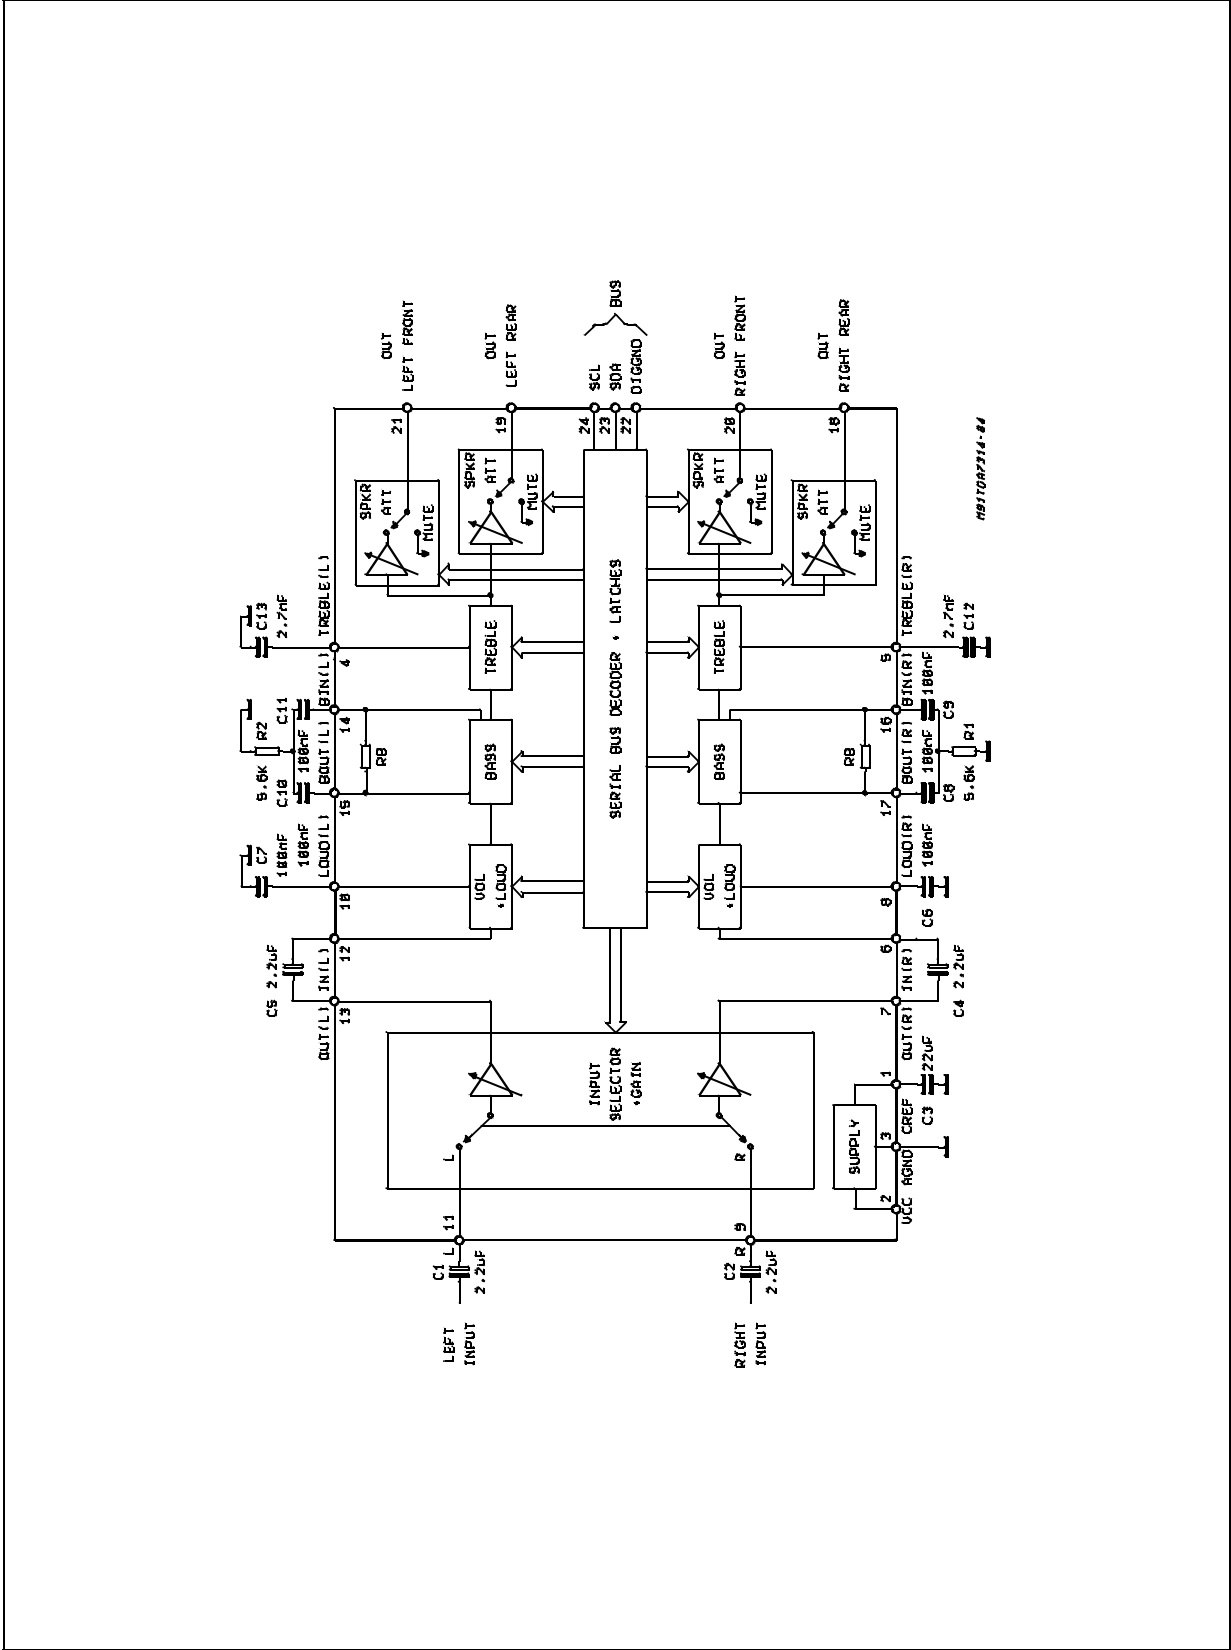 C5 2.2uF
C7
100nF
100nF
5.6K R2
C10 C11
100nF
C13
2.7nF
OUT(L) IN(L) LOUD(L) BOUT(L) BIN(L) TREBLE(L)
13 12 10 15 14 4
RB
SPKR
ATT
MUTE
21
OUT
LEFT FRONT
LEFT
INPUT
C1
2.2uF
L 11
L
VOL
+LOUD
BASS
TREBLE
SPKR
ATT
MUTE
19
OUT
LEFT REAR
INPUT
SELECTOR
+GAIN
SERIAL BUS DECODER + LATCHES
24 SCL
23 SDA
22 DIGGND
BUS
RIGHT
INPUT
C2
2.2uF
R 9
R
VOL
+LOUD
BASS
TREBLE
SPKR
ATT
MUTE
20
OUT
RIGHT FRONT
SPKR
ATT
MUTE
18
OUT
RIGHT REAR
SUPPLY
RB
2 3 1 7 6 8 17 16 5
VCC AGND CREF OUT(R) IN(R) LOUD(R) BOUT(R) BIN(R) TREBLE(R)
C3 22uF
C4 2.2uF
C6 100nF
100nF 100nF
C8 C9
5.6K R1
2.7nF
C12
M91TDA7314-04